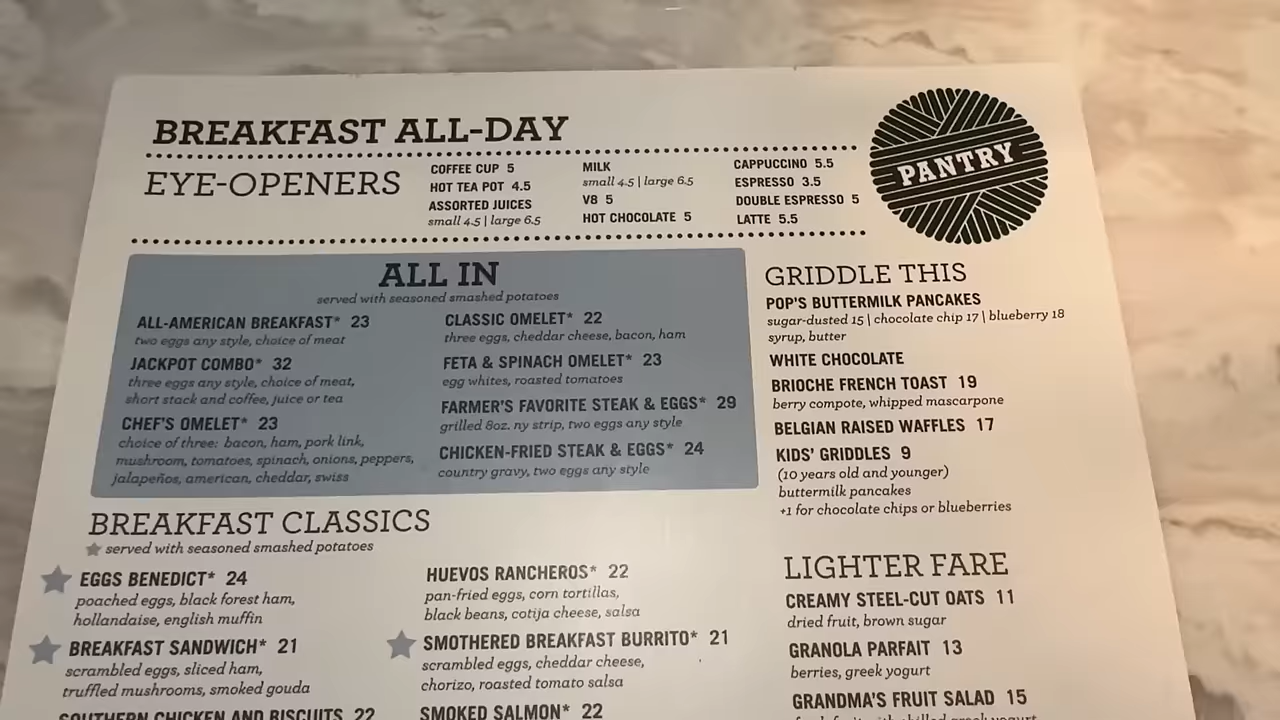 BREAKFAST ALL-DAY
PANTRY
EYE-OPENERS
COFFEE CUP 5
HOT TEA POT 4.5
ASSORTED JUICES
small 4.5 | large 6.5
MILK
small 4.5 | large 6.5
V8 5
HOT CHOCOLATE 5
CAPPUCCINO 5.5
ESPRESSO 3.5
DOUBLE ESPRESSO 5
LATTE 5.5
ALL IN
served with seasoned smashed potatoes
ALL-AMERICAN BREAKFAST* 23
two eggs any style, choice of meat
JACKPOT COMBO* 32
three eggs any style, choice of meat,
short stack and coffee, juice or tea
CHEF'S OMELET* 23
choice of three: bacon, ham, pork link,
mushroom, tomatoes, spinach, onions, peppers,
jalapeños, american, cheddar, swiss
CLASSIC OMELET* 22
three eggs, cheddar cheese, bacon, ham
FETA & SPINACH OMELET* 23
egg whites, roasted tomatoes
FARMER'S FAVORITE STEAK & EGGS* 29
grilled 8oz. ny strip, two eggs any style
CHICKEN-FRIED STEAK & EGGS* 24
country gravy, two eggs any style
GRIDDLE THIS
POP'S BUTTERMILK PANCAKES
sugar-dusted 15 | chocolate chip 17 | blueberry 18
syrup, butter
WHITE CHOCOLATE
BRIOCHE FRENCH TOAST 19
berry compote, whipped mascarpone
BELGIAN RAISED WAFFLES 17
KIDS' GRIDDLES 9
(10 years old and younger)
buttermilk pancakes
+1 for chocolate chips or blueberries
BREAKFAST CLASSICS
served with seasoned smashed potatoes
EGGS BENEDICT* 24
poached eggs, black forest ham,
hollandaise, english muffin
BREAKFAST SANDWICH* 21
scrambled eggs, sliced ham,
truffled mushrooms, smoked gouda
SOUTHERN CHICKEN AND BISCUITS 22
HUEVOS RANCHEROS* 22
pan-fried eggs, corn tortillas,
black beans, cotija cheese, salsa
SMOTHERED BREAKFAST BURRITO* 21
scrambled eggs, cheddar cheese,
chorizo, roasted tomato salsa
SMOKED SALMON* 22
LIGHTER FARE
CREAMY STEEL-CUT OATS 11
dried fruit, brown sugar
GRANOLA PARFAIT 13
berries, greek yogurt
GRANDMA'S FRUIT SALAD 15